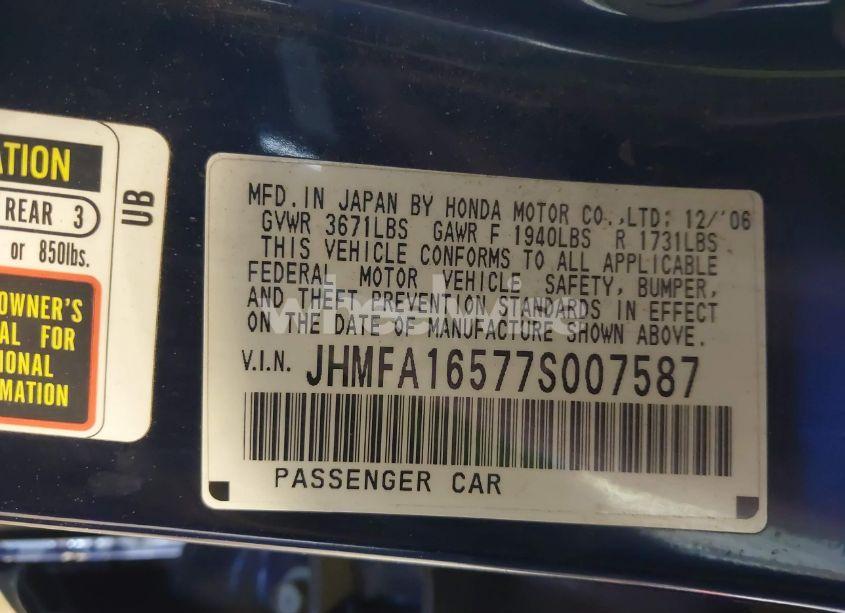 ATION
REAR 3
or 850lbs.
OWNER'S
AL FOR
IONAL
MATION
UB
MFD. IN JAPAN BY HONDA MOTOR CO.,LTD; 12/'06
GVWR 3671LBS GAWR F 1940LBS R 1731LBS
THIS VEHICLE CONFORMS TO ALL APPLICABLE
FEDERAL MOTOR VEHICLE SAFETY, BUMPER,
AND THEFT PREVENTION STANDARDS IN EFFECT
ON THE DATE OF MANUFACTURE SHOWN ABOVE.
V.I.N. JHMFA16577S007587
PASSENGER CAR